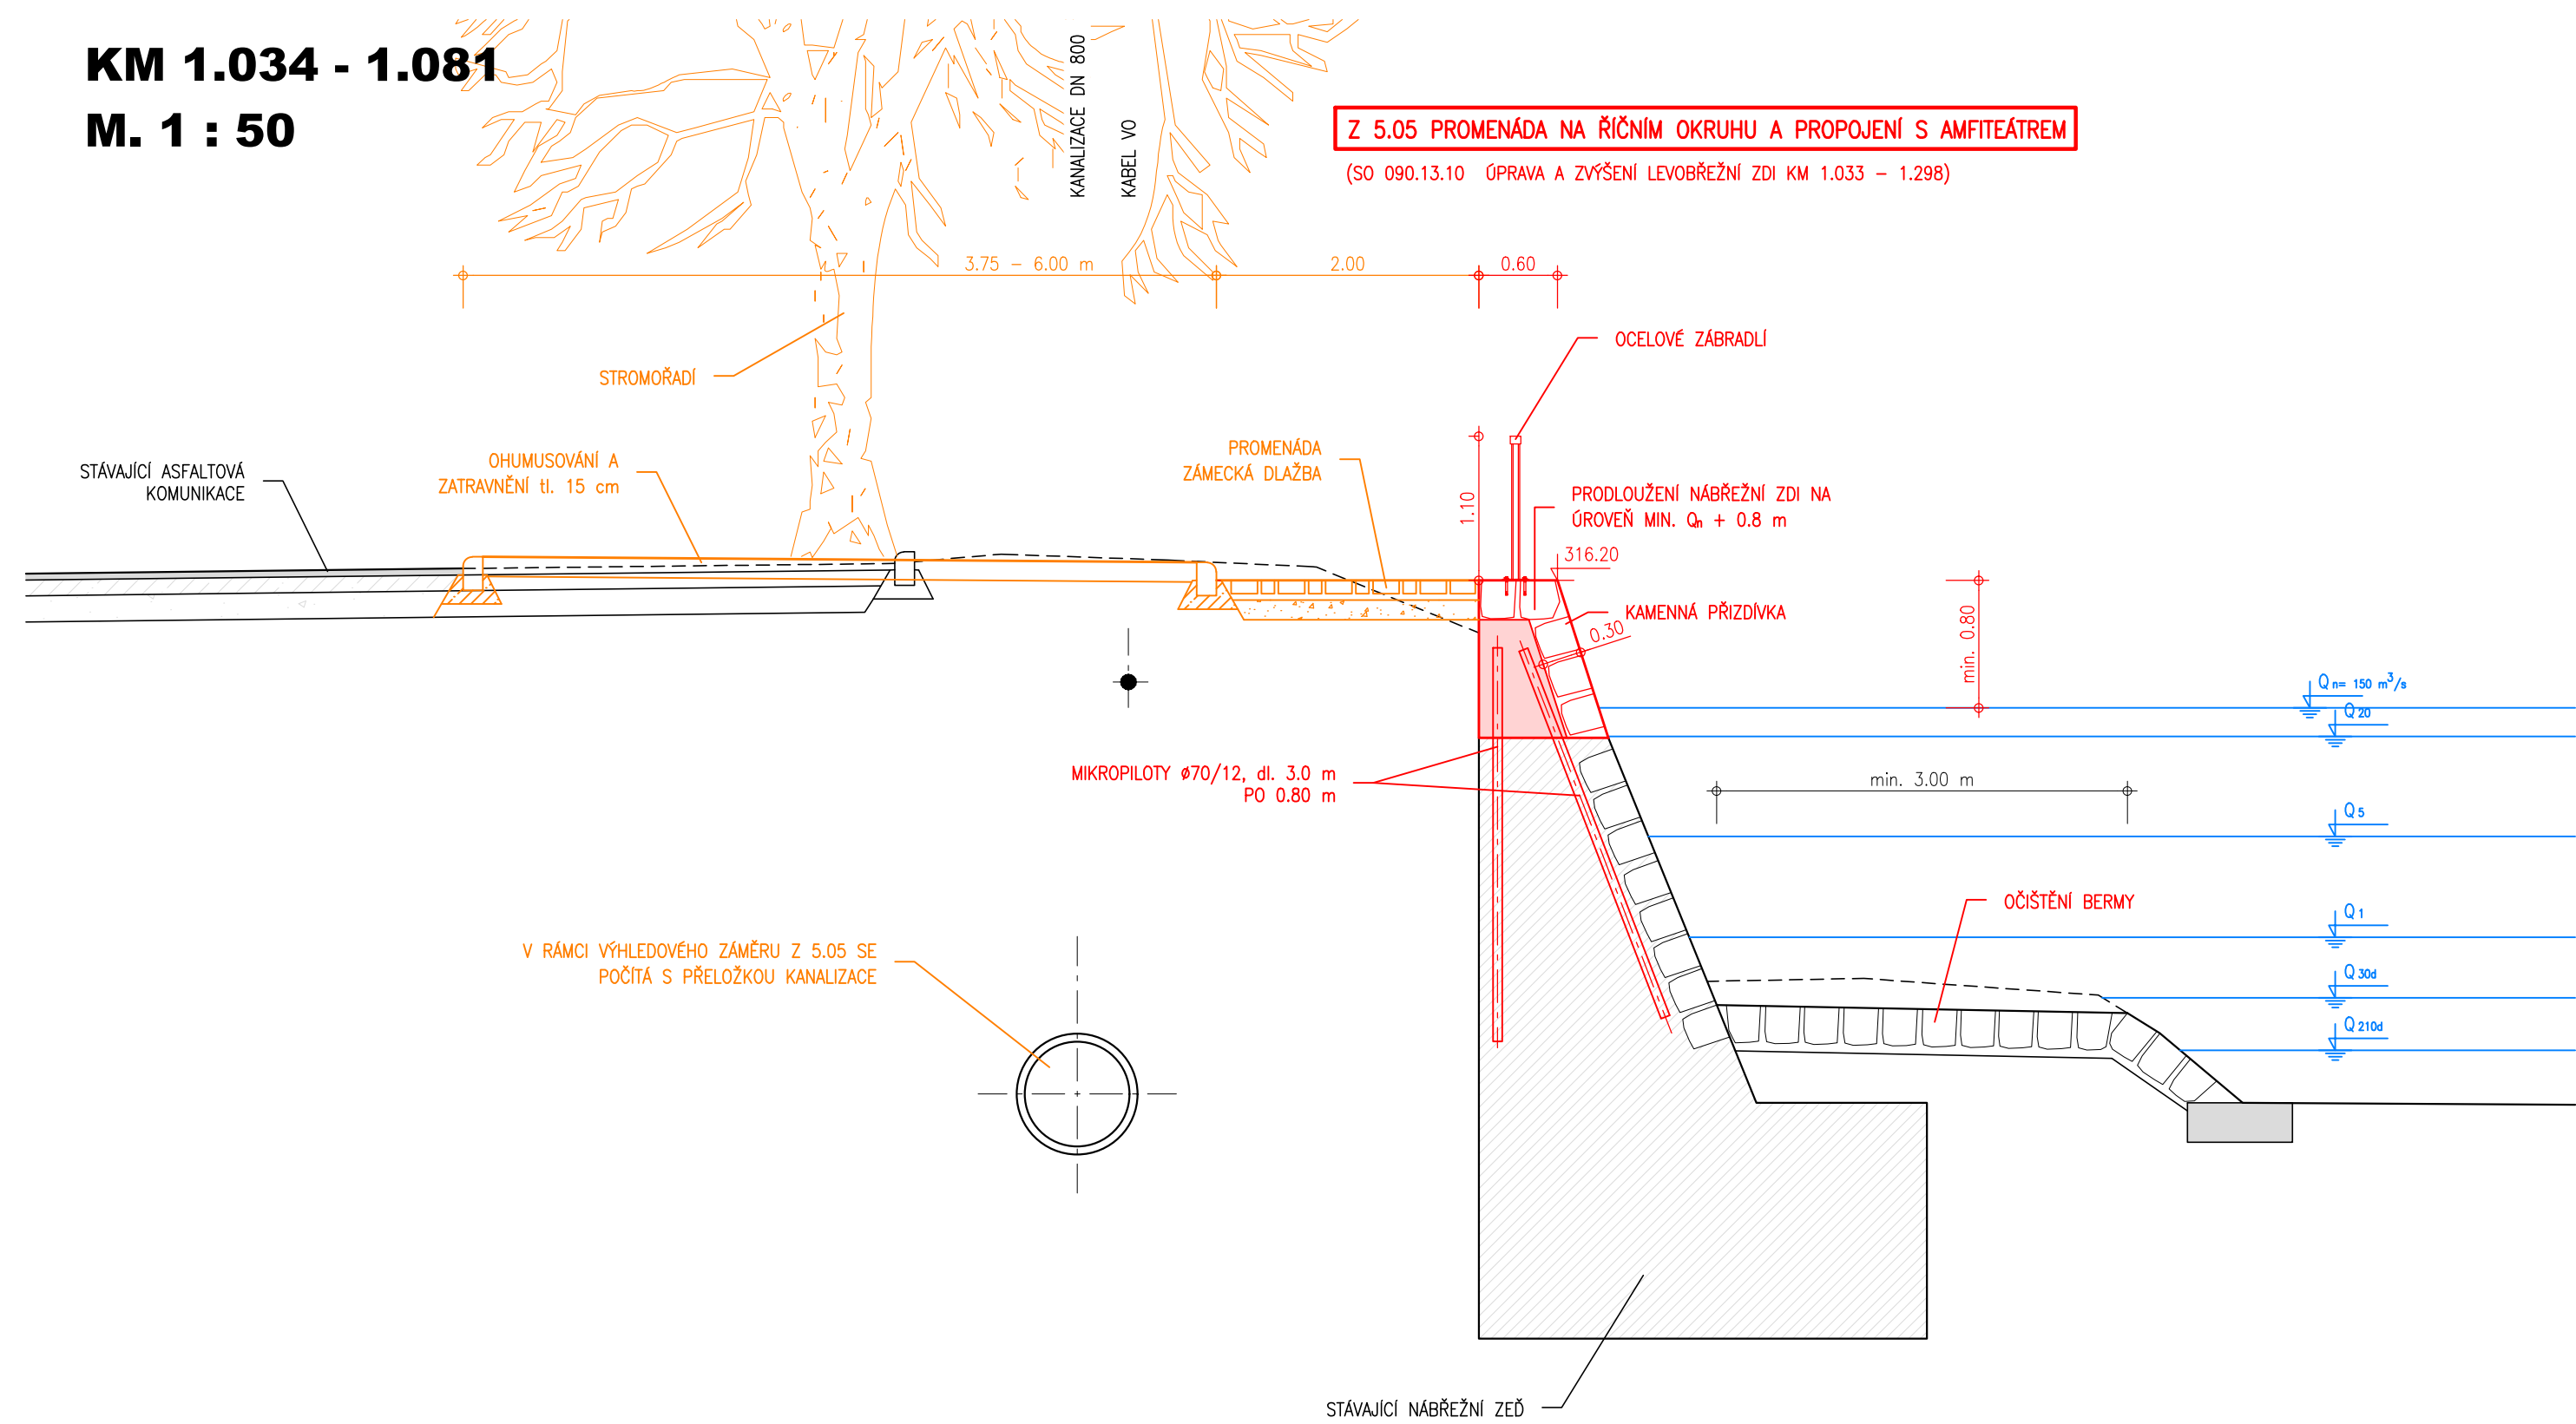 KM 1.034 - 1.081
M. 1 : 50
KANALIZACE DN 800
KABEL VO
Z 5.05 PROMENÁDA NA ŘÍČNÍM OKRUHU A PROPOJENÍ S AMFITEÁTREM
(SO 090.13.10 ÚPRAVA A ZVÝŠENÍ LEVOBŘEŽNÍ ZDI KM 1.033 – 1.298)
3.75 – 6.00 m
2.00
0.60
OCELOVÉ ZÁBRADLÍ
STROMOŘADÍ
PROMENÁDA
ZÁMECKÁ DLAŽBA
OHUMUSOVÁNÍ A
ZATRAVNĚNÍ tl. 15 cm
STÁVAJÍCÍ ASFALTOVÁ
KOMUNIKACE
1.10
PRODLOUŽENÍ NÁBŘEŽNÍ ZDI NA
ÚROVEŇ MIN. Qn + 0.8 m
316.20
KAMENNÁ PŘIZDÍVKA
0.30
min. 0.80
Qn= 150 m³/s
Q20
MIKROPILOTY ø70/12, dl. 3.0 m
PO 0.80 m
min. 3.00 m
Q5
OČIŠTĚNÍ BERMY
Q1
V RÁMCI VÝHLEDOVÉHO ZÁMĚRU Z 5.05 SE
POČÍTÁ S PŘELOŽKOU KANALIZACE
Q30d
Q210d
STÁVAJÍCÍ NÁBŘEŽNÍ ZEĎ